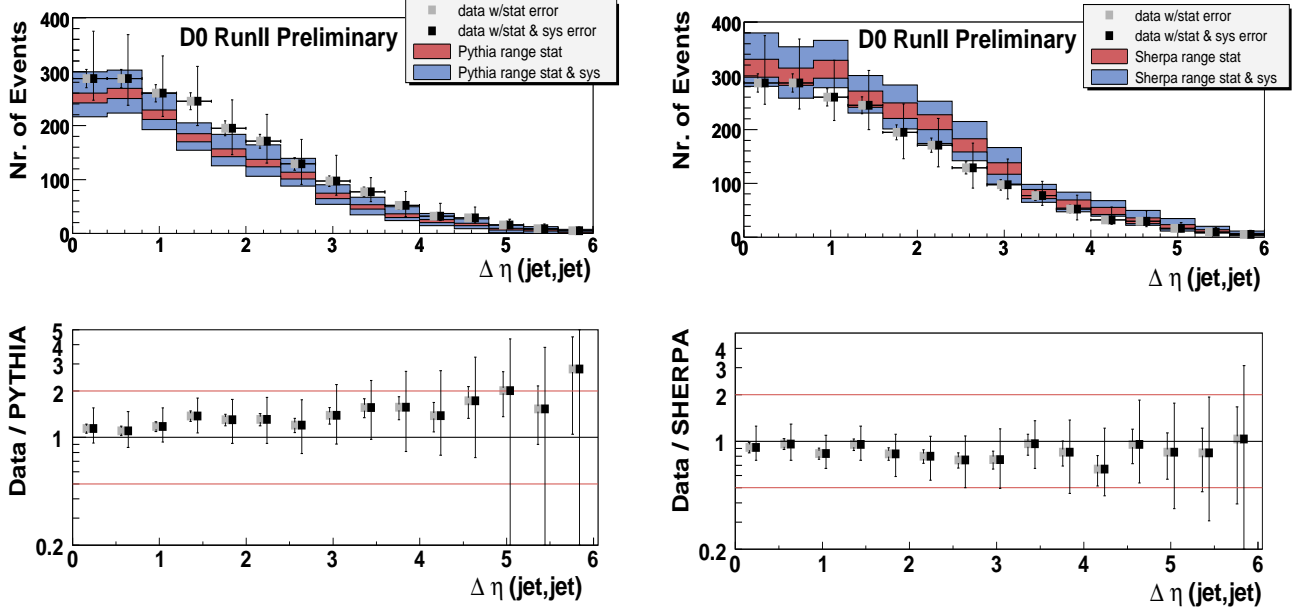 data w/stat error
data w/stat & sys error
Pythia range stat
Pythia range stat & sys
D0 RunII Preliminary
Nr. of Events
400
300
200
100
0
0 1 2 3 4 5 6
Δ η (jet,jet)
data w/stat error
data w/stat & sys error
Sherpa range stat
Sherpa range stat & sys
D0 RunII Preliminary
Nr. of Events
400
300
200
100
0
0 1 2 3 4 5 6
Δ η (jet,jet)
Data / PYTHIA
5
4
3
2
1
0.2
0 1 2 3 4 5 6
Δ η (jet,jet)
Data / SHERPA
4
3
2
1
0.2
0 1 2 3 4 5 6
Δ η (jet,jet)